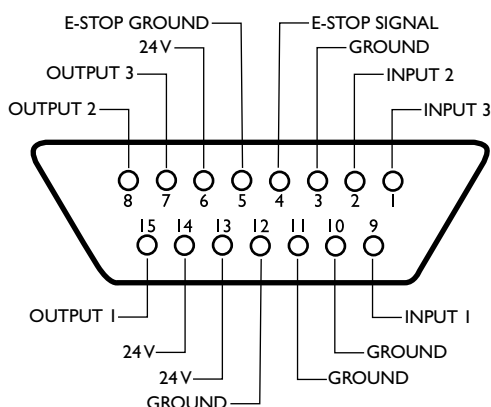 E-STOP GROUND E-STOP SIGNAL
24V GROUND
OUTPUT 3 INPUT 2
OUTPUT 2 INPUT 3
8 7 6 5 4 3 2 1
15 14 13 12 11 10 9
OUTPUT 1 INPUT 1
24V GROUND
24V GROUND
GROUND